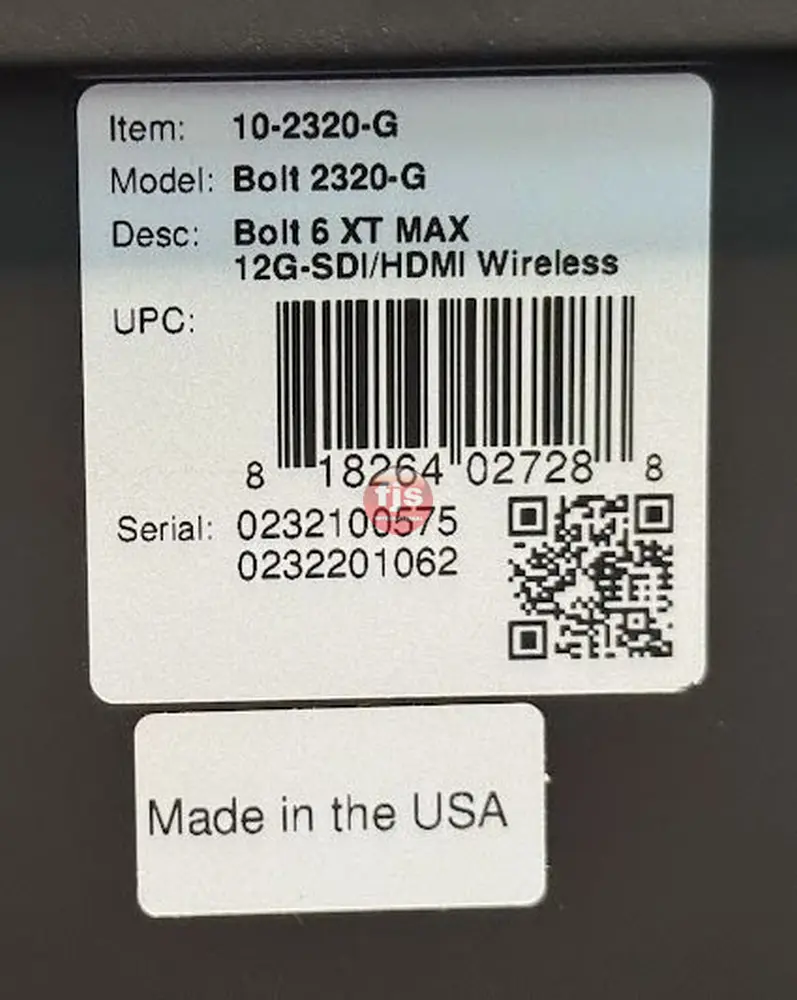 Item: 10-2320-G
Model: Bolt 2320-G
Desc: Bolt 6 XT MAX
12G-SDI/HDMI Wireless
UPC:
8 18264 02728 8
fjs
Serial: 0232100575
0232201062
Made in the USA